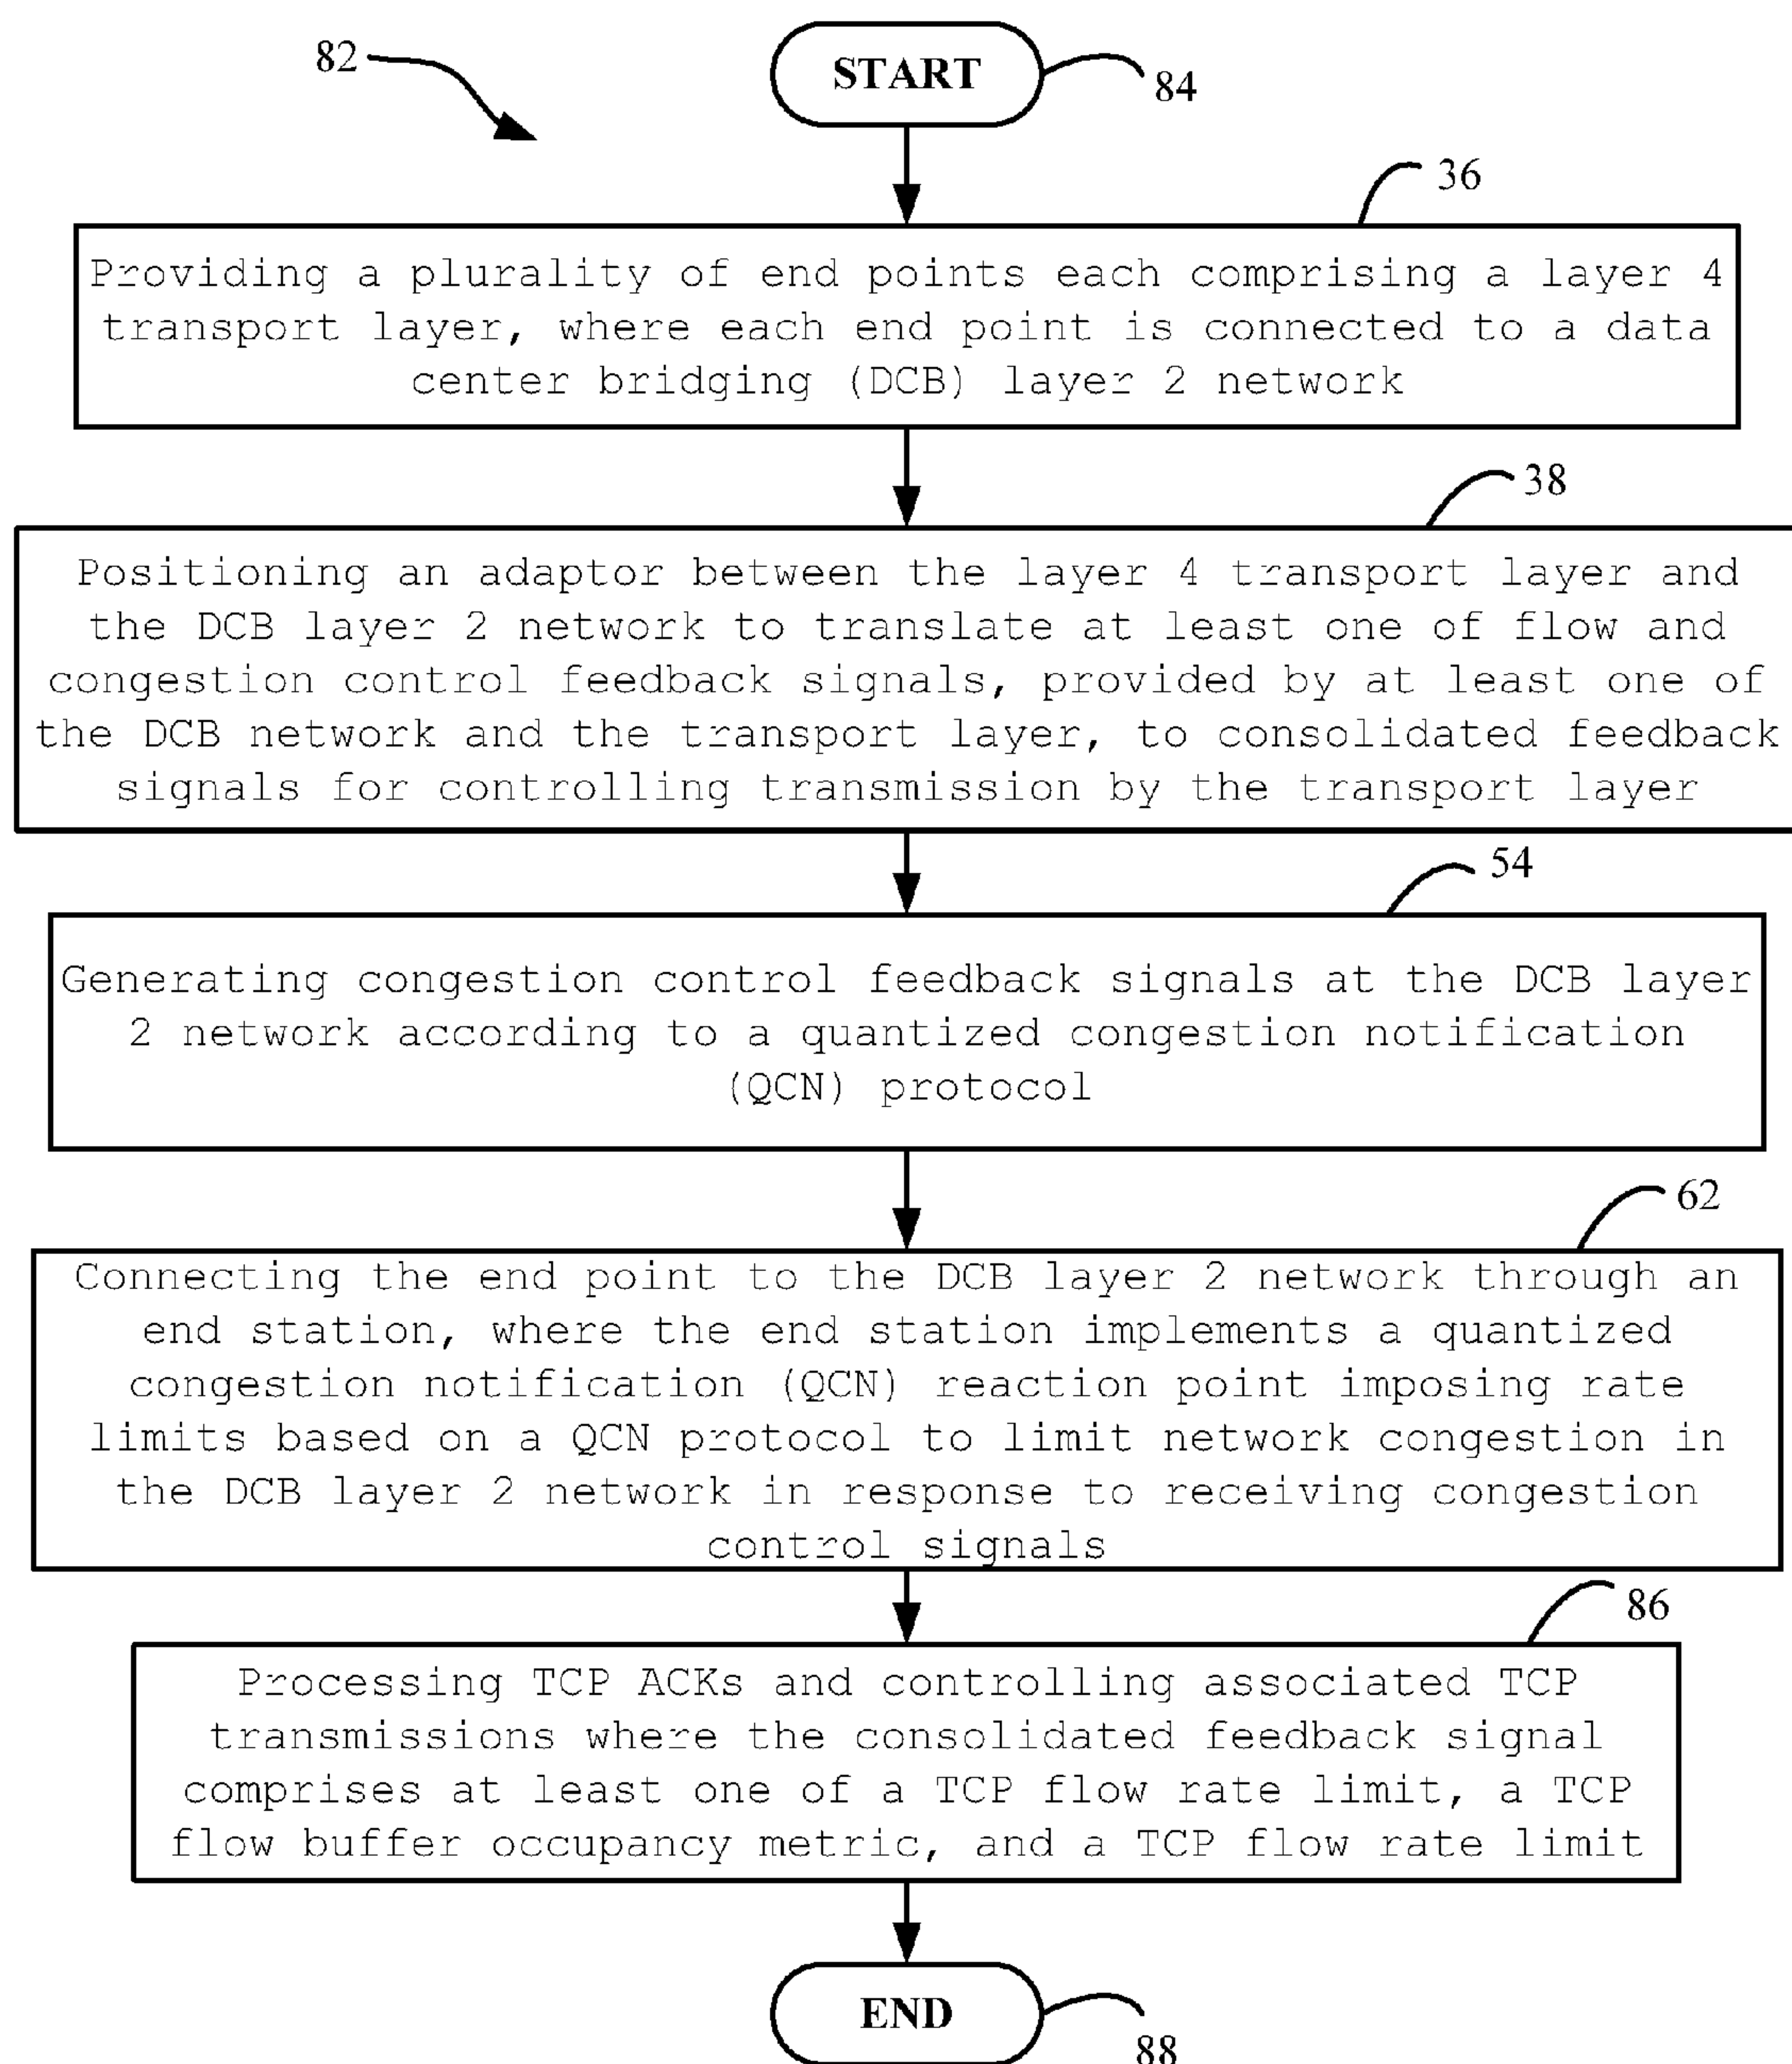 82
START
84
36
Providing a plurality of end points each comprising a layer 4
transport layer, where each end point is connected to a data
center bridging (DCB) layer 2 network
38
Positioning an adaptor between the layer 4 transport layer and
the DCB layer 2 network to translate at least one of flow and
congestion control feedback signals, provided by at least one of
the DCB network and the transport layer, to consolidated feedback
signals for controlling transmission by the transport layer
54
Generating congestion control feedback signals at the DCB layer
2 network according to a quantized congestion notification
(QCN) protocol
62
Connecting the end point to the DCB layer 2 network through an
end station, where the end station implements a quantized
congestion notification (QCN) reaction point imposing rate
limits based on a QCN protocol to limit network congestion in
the DCB layer 2 network in response to receiving congestion
control signals
86
Processing TCP ACKs and controlling associated TCP
transmissions where the consolidated feedback signal
comprises at least one of a TCP flow rate limit, a TCP
flow buffer occupancy metric, and a TCP flow rate limit
END
88